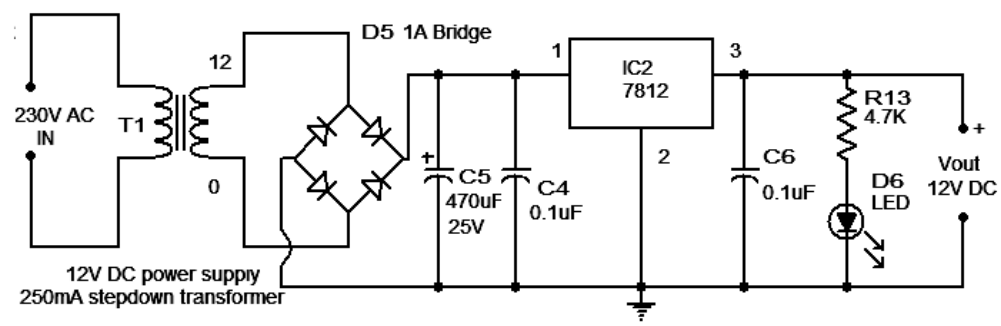 D5 1A Bridge
12
1
3
IC2
7812
230V AC
IN
T1
R13
4.7K
+
2
+
C5
470uF
25V
C4
0.1uF
C6
0.1uF
D6
LED
Vout
12V DC
0
12V DC power supply
250mA stepdown transformer